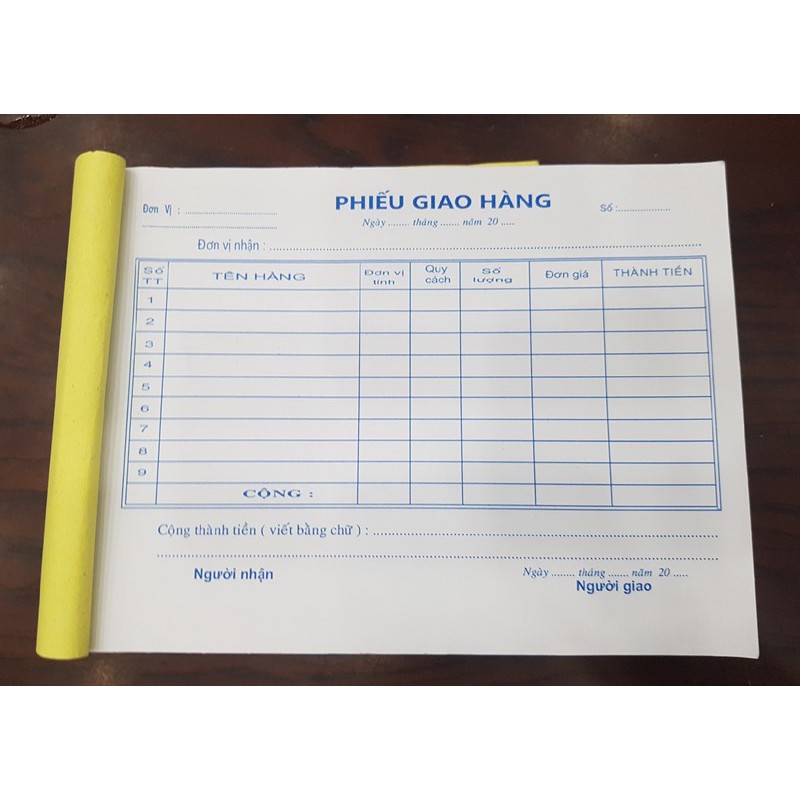 PHIẾU GIAO HÀNG
Đơn Vị : ........................................ Số :....................
Ngày ........ tháng ....... năm 20 .....
........................................
Đơn vị nhận : ................................................................................
Số TT TÊN HÀNG Đơn vị tính Quy cách Số lượng Đơn giá THÀNH TIỀN
1
2
3
4
5
6
7
8
9
CỘNG :
Cộng thành tiền ( viết bằng chữ ) : ................................................................................
................................................................................
Ngày ........ tháng ....... năm 20 .....
Người nhận Người giao